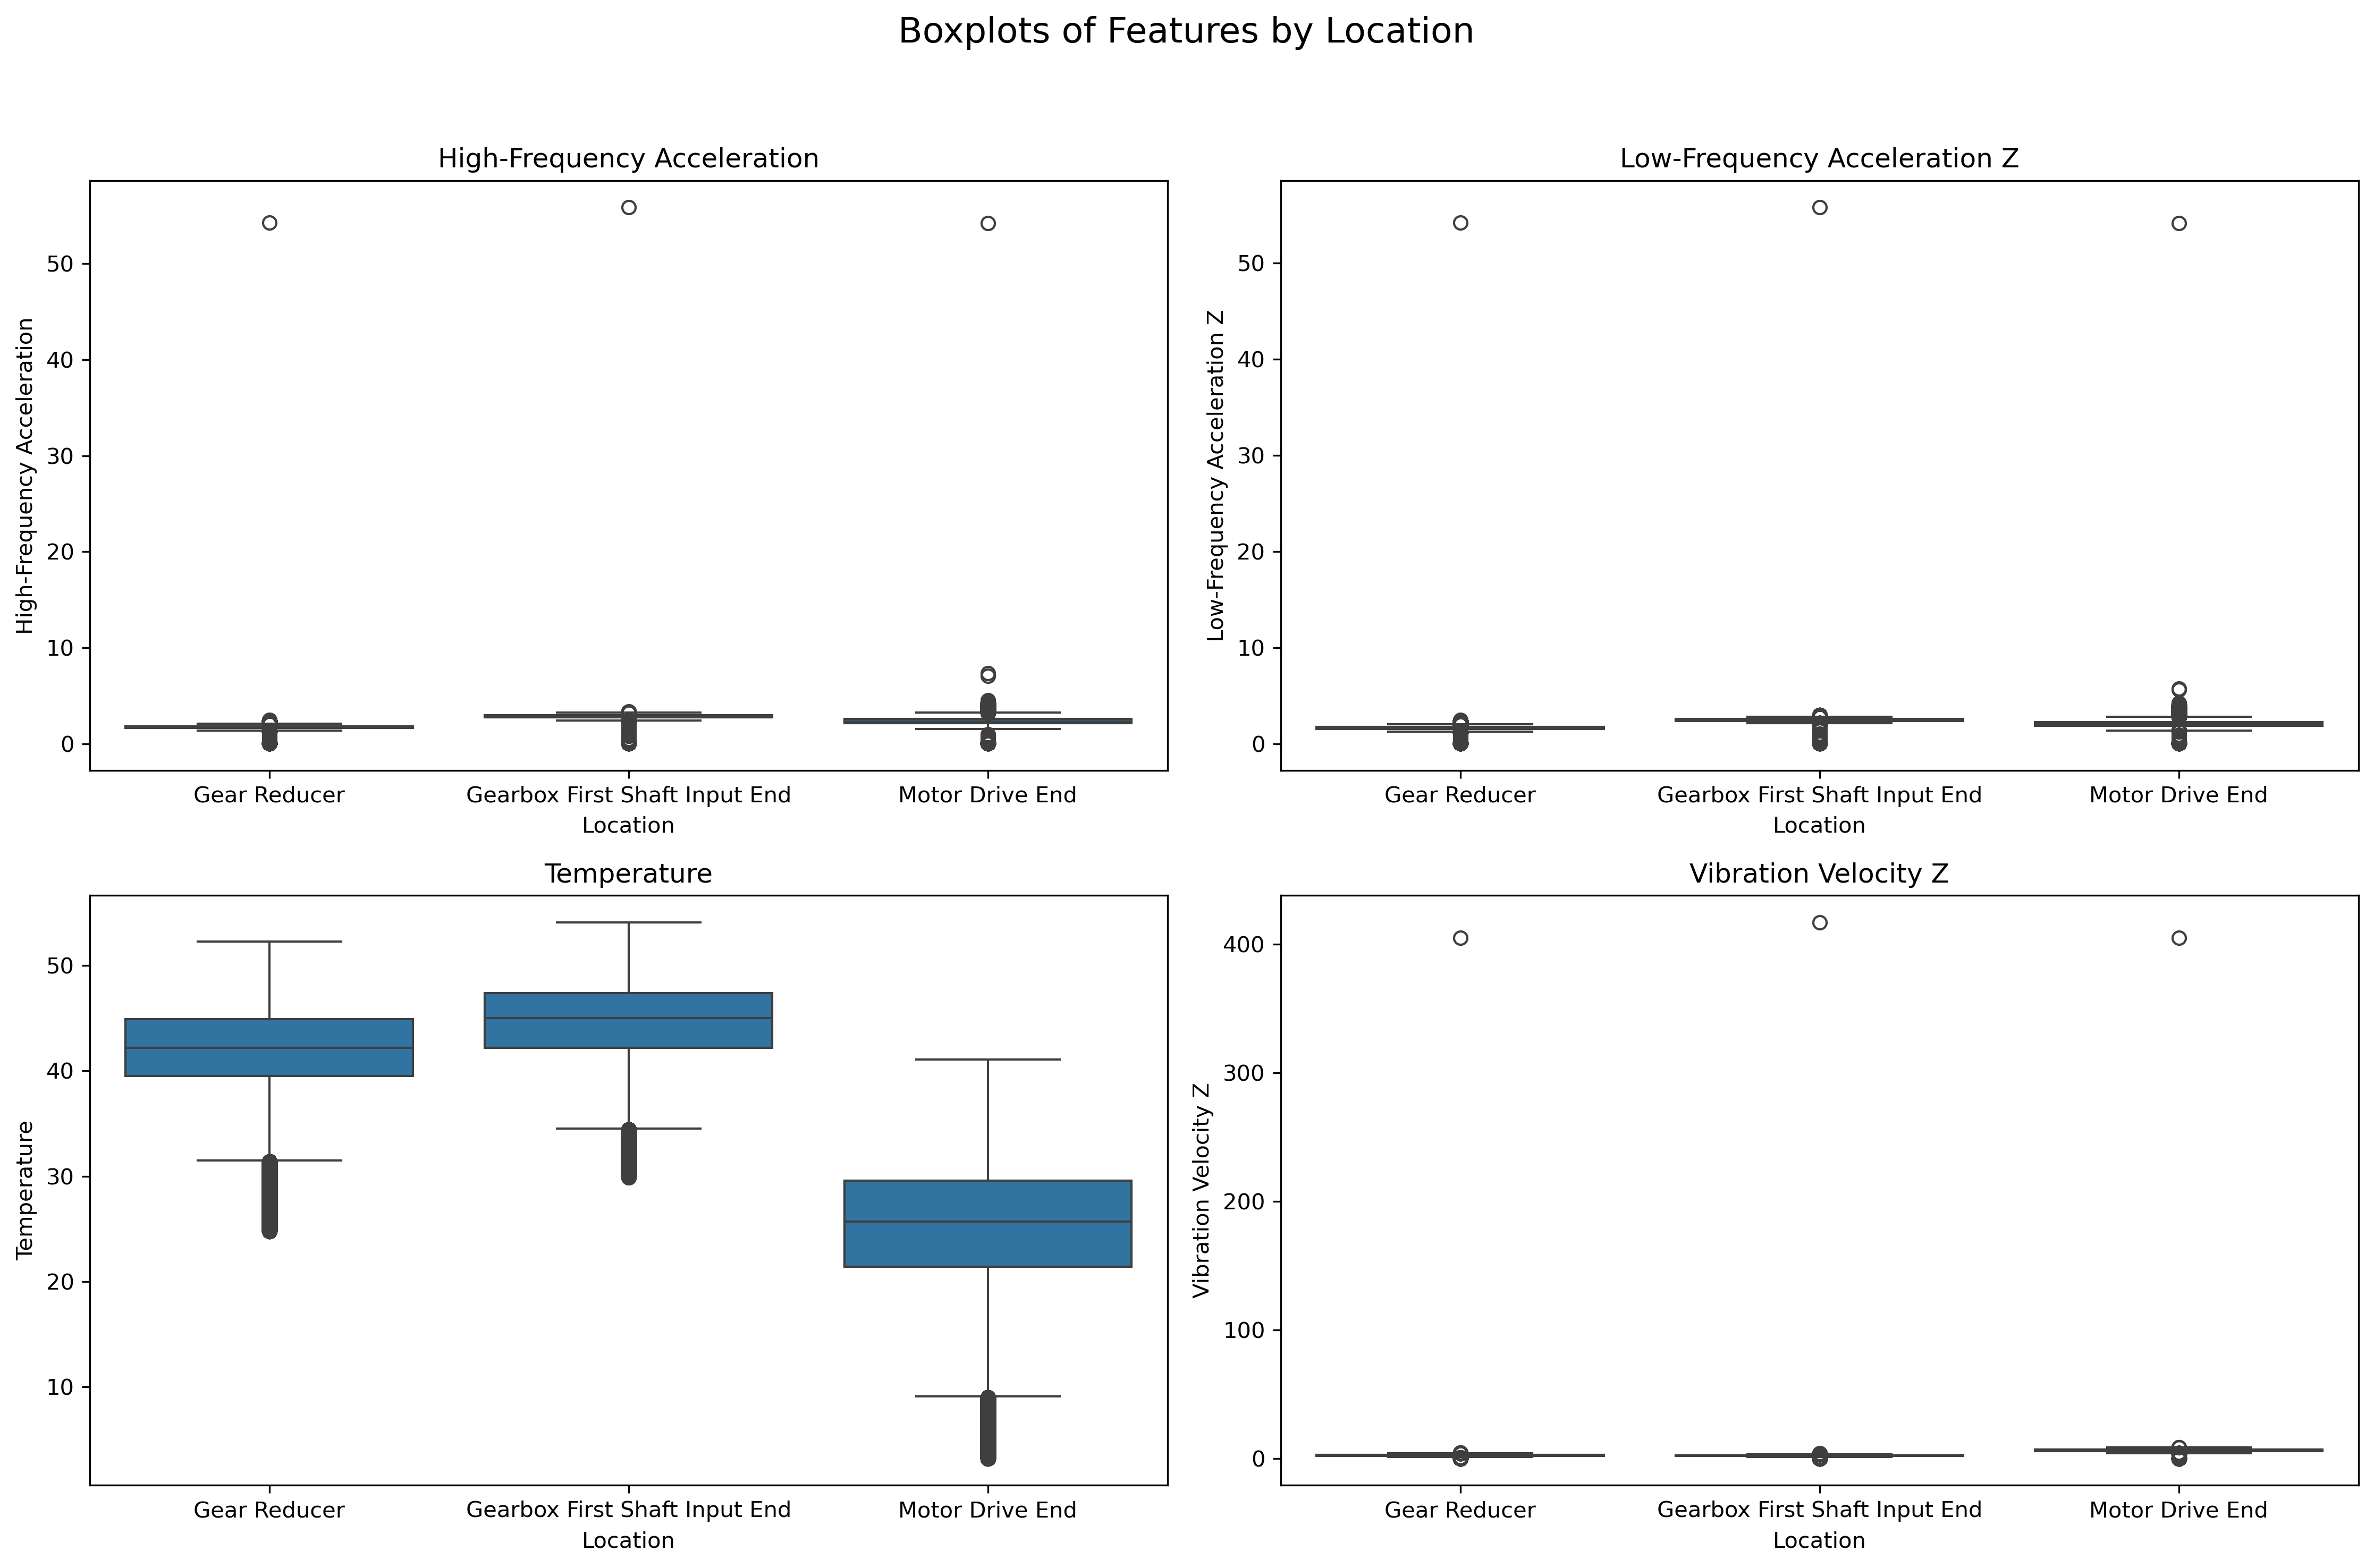 Boxplots of Features by Location
High-Frequency Acceleration
High-Frequency Acceleration
50
40
30
20
10
0
Gear Reducer
Gearbox First Shaft Input End
Motor Drive End
Location
Low-Frequency Acceleration Z
Low-Frequency Acceleration Z
50
40
30
20
10
0
Gear Reducer
Gearbox First Shaft Input End
Motor Drive End
Location
Temperature
Temperature
50
40
30
20
10
Gear Reducer
Gearbox First Shaft Input End
Motor Drive End
Location
Vibration Velocity Z
Vibration Velocity Z
400
300
200
100
0
Gear Reducer
Gearbox First Shaft Input End
Motor Drive End
Location